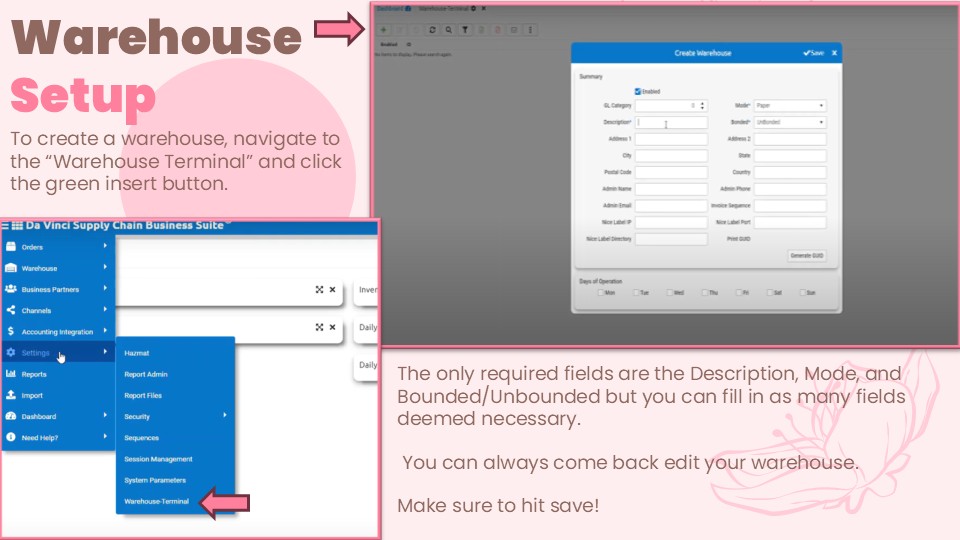 Warehouse
Setup
To create a warehouse, navigate to
the “Warehouse Terminal” and click
the green insert button.
Da Vinci Supply Chain Business Suite
Orders
Warehouse
Business Partners
Channels
Accounting Integration
Settings
Reports
Import
Dashboard
Need Help?
Hazmat
Report Admin
Report Files
Security
Sequences
Session Management
System Parameters
Warehouse-Terminal
Inver
Daily
Daily
Dashboard
Warehouse-Terminal
Enabled
No items to display. Please search again.
Create Warehouse
Save X
Summary
Enabled
GL Category 0 Mode* Paper
Description* Bonded* UnBonded
Address 1 Address 2
City State
Postal Code Country
Admin Name Admin Phone
Admin Email Invoice Sequence
Nice Label IP Nice Label Port
Nice Label Directory Print GUID
Generate GUID
Days of Operation
Mon Tue Wed Thu Fri Sat Sun
The only required fields are the Description, Mode, and
Bounded/Unbounded but you can fill in as many fields
deemed necessary.
You can always come back edit your warehouse.
Make sure to hit save!